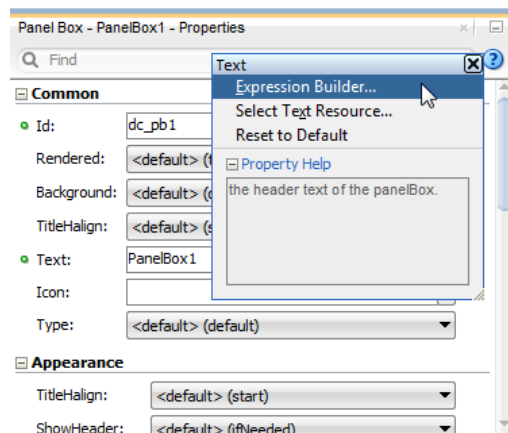 Panel Box - PanelBox1 - Properties
Find
Text
Expression Builder...
Select Text Resource...
Reset to Default
Property Help
the header text of the panelBox.
Common
Id: dc_pb1
Rendered: <default> (t
Background: <default> (
TitleHalign: <default> (s
Text: PanelBox1
Icon:
Type: <default> (default)
Appearance
TitleHalign: <default> (start)
ShowHeader: <default> (ifNeeded)